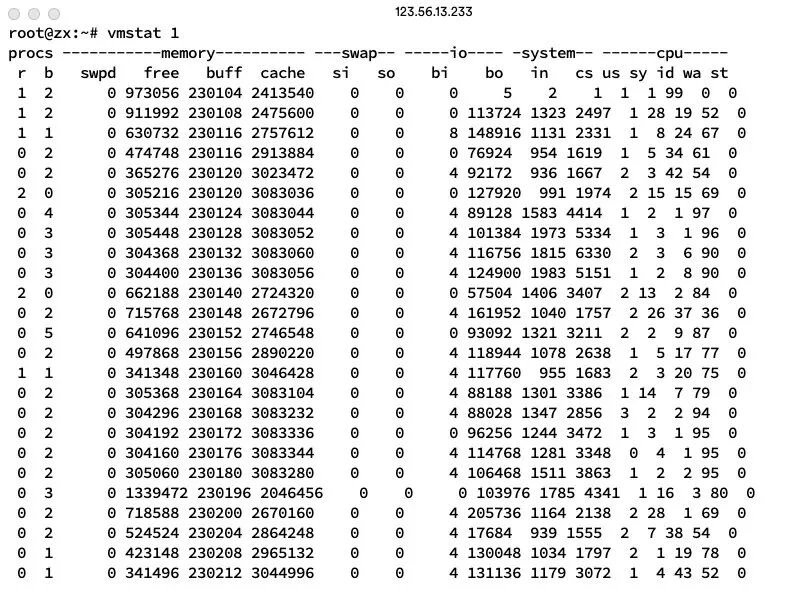 123.56.13.233
root@zx:~# vmstat 1
procs -----------memory---------- ---swap-- -----io---- -system-- ------cpu-----
r b swpd free buff cache si so bi bo in cs us sy id wa st
1 2 0 973056 230104 2413540 0 0 0 5 2 1 1 1 99 0 0
1 2 0 911992 230108 2475600 0 0 0 113724 1323 2497 1 28 19 52 0
1 1 0 630732 230116 2757612 0 0 8 148916 1131 2331 1 8 24 67 0
0 2 0 474748 230116 2913884 0 0 0 76924 954 1619 1 5 34 61 0
0 2 0 365276 230120 3023472 0 0 4 92172 936 1667 2 3 42 54 0
2 0 0 305216 230120 3083036 0 0 0 127920 991 1974 2 15 15 69 0
0 4 0 305344 230124 3083044 0 0 4 89128 1583 4414 1 2 1 97 0
0 3 0 305448 230128 3083052 0 0 4 101384 1973 5334 1 3 1 96 0
0 3 0 304368 230132 3083060 0 0 4 116756 1815 6330 2 3 6 90 0
0 3 0 304400 230136 3083056 0 0 4 124900 1983 5151 1 2 8 90 0
2 0 0 662188 230140 2724320 0 0 0 57504 1406 3407 2 13 2 84 0
0 2 0 715768 230148 2672796 0 0 4 161952 1040 1757 2 26 37 36 0
0 5 0 641096 230152 2746548 0 0 0 93092 1321 3211 2 2 9 87 0
0 2 0 497868 230156 2890220 0 0 4 118944 1078 2638 1 5 17 77 0
1 1 0 341348 230160 3046428 0 0 4 117760 955 1683 2 3 20 75 0
0 2 0 305368 230164 3083104 0 0 4 88188 1301 3386 1 14 7 79 0
0 2 0 304296 230168 3083232 0 0 4 88028 1347 2856 3 2 2 94 0
0 2 0 304192 230172 3083336 0 0 0 96256 1244 3472 1 3 1 95 0
0 2 0 304160 230176 3083344 0 0 4 114768 1281 3348 0 4 1 95 0
0 2 0 305060 230180 3083280 0 0 4 106468 1511 3863 1 2 2 95 0
0 3 0 1339472 230196 2046456 0 0 0 103976 1785 4341 1 16 3 80 0
0 2 0 718588 230200 2670160 0 0 4 205736 1164 2138 2 28 1 69 0
0 2 0 524524 230204 2864248 0 0 4 17684 939 1555 2 7 38 54 0
0 1 0 423148 230208 2965132 0 0 4 130048 1034 1797 2 1 19 78 0
0 1 0 341496 230212 3044996 0 0 4 131136 1179 3072 1 4 43 52 0